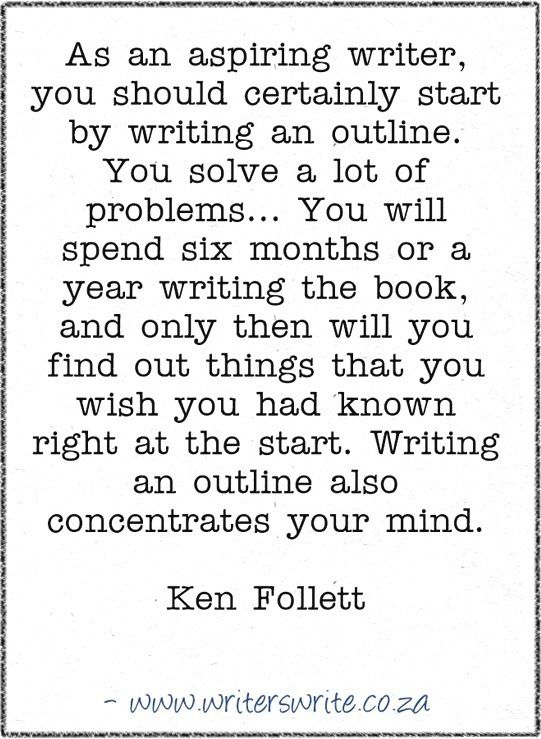 As an aspiring writer,
you should certainly start
by writing an outline.
You solve a lot of
problems... You will
spend six months or a
year writing the book,
and only then will you
find out things that you
wish you had known
right at the start. Writing
an outline also
concentrates your mind.
Ken Follett
- www.writerswrite.co.za